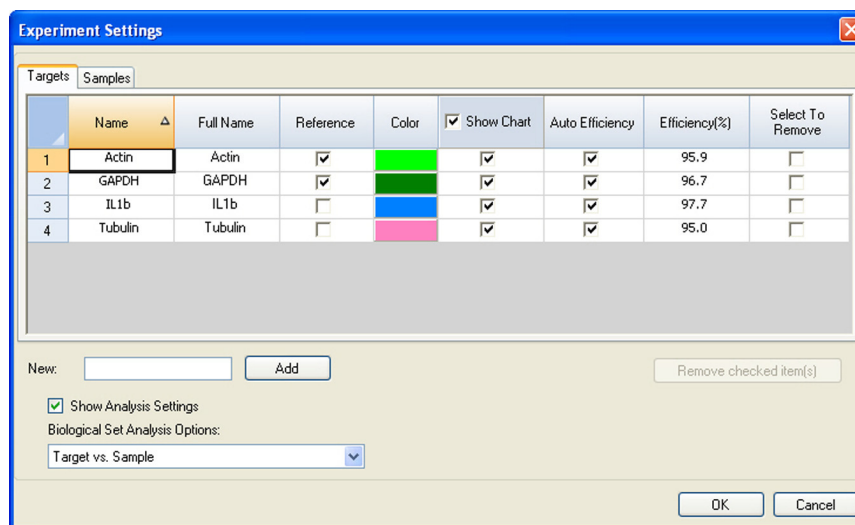 Experiment Settings
Targets Samples
Name Full Name Reference Color Show Chart Auto Efficiency Efficiency(%) Select To
Remove
1 Actin Actin 95.9
2 GAPDH GAPDH 96.7
3 IL1b IL1b 97.7
4 Tubulin Tubulin 95.0
New: Add Remove checked item(s)
Show Analysis Settings
Biological Set Analysis Options:
Target vs. Sample
OK Cancel